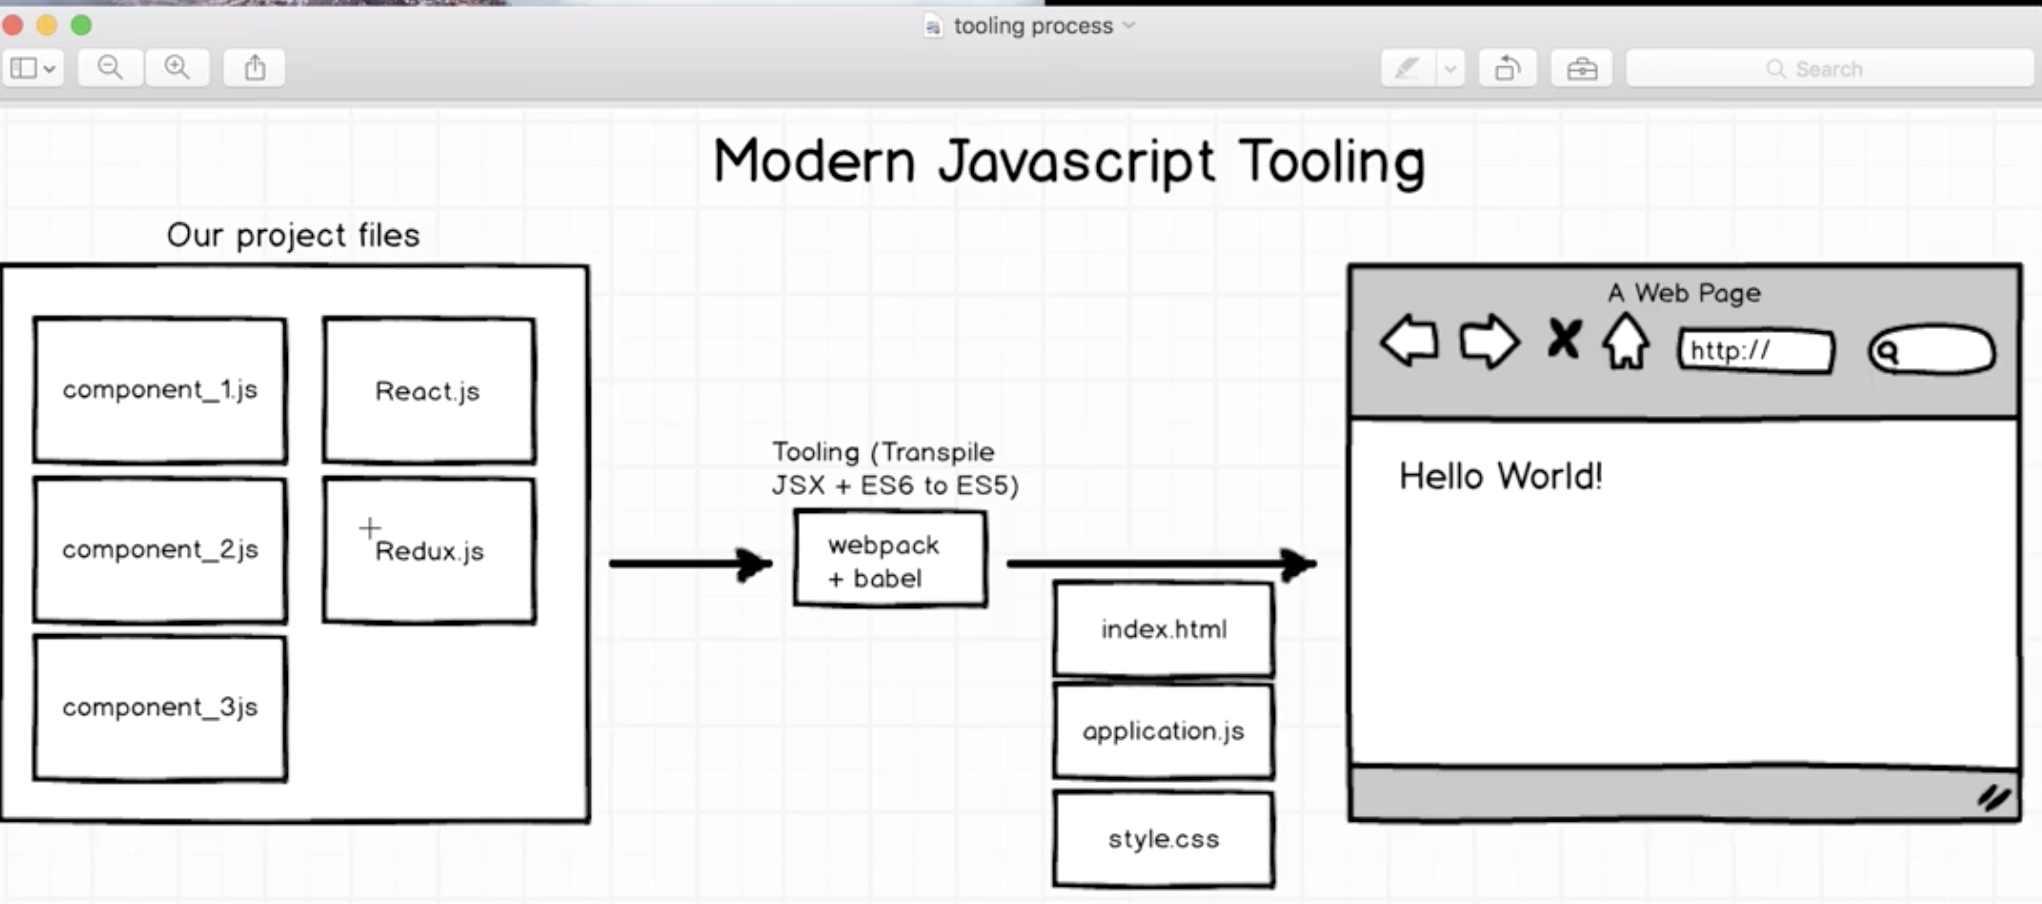 tooling process
Search
Modern Javascript Tooling
Our project files
component_1.js
React.js
component_2js
Redux.js
component_3js
Tooling (Transpile
JSX + ES6 to ES5)
webpack
+ babel
index.html
application.js
style.css
A Web Page
http://
Hello World!